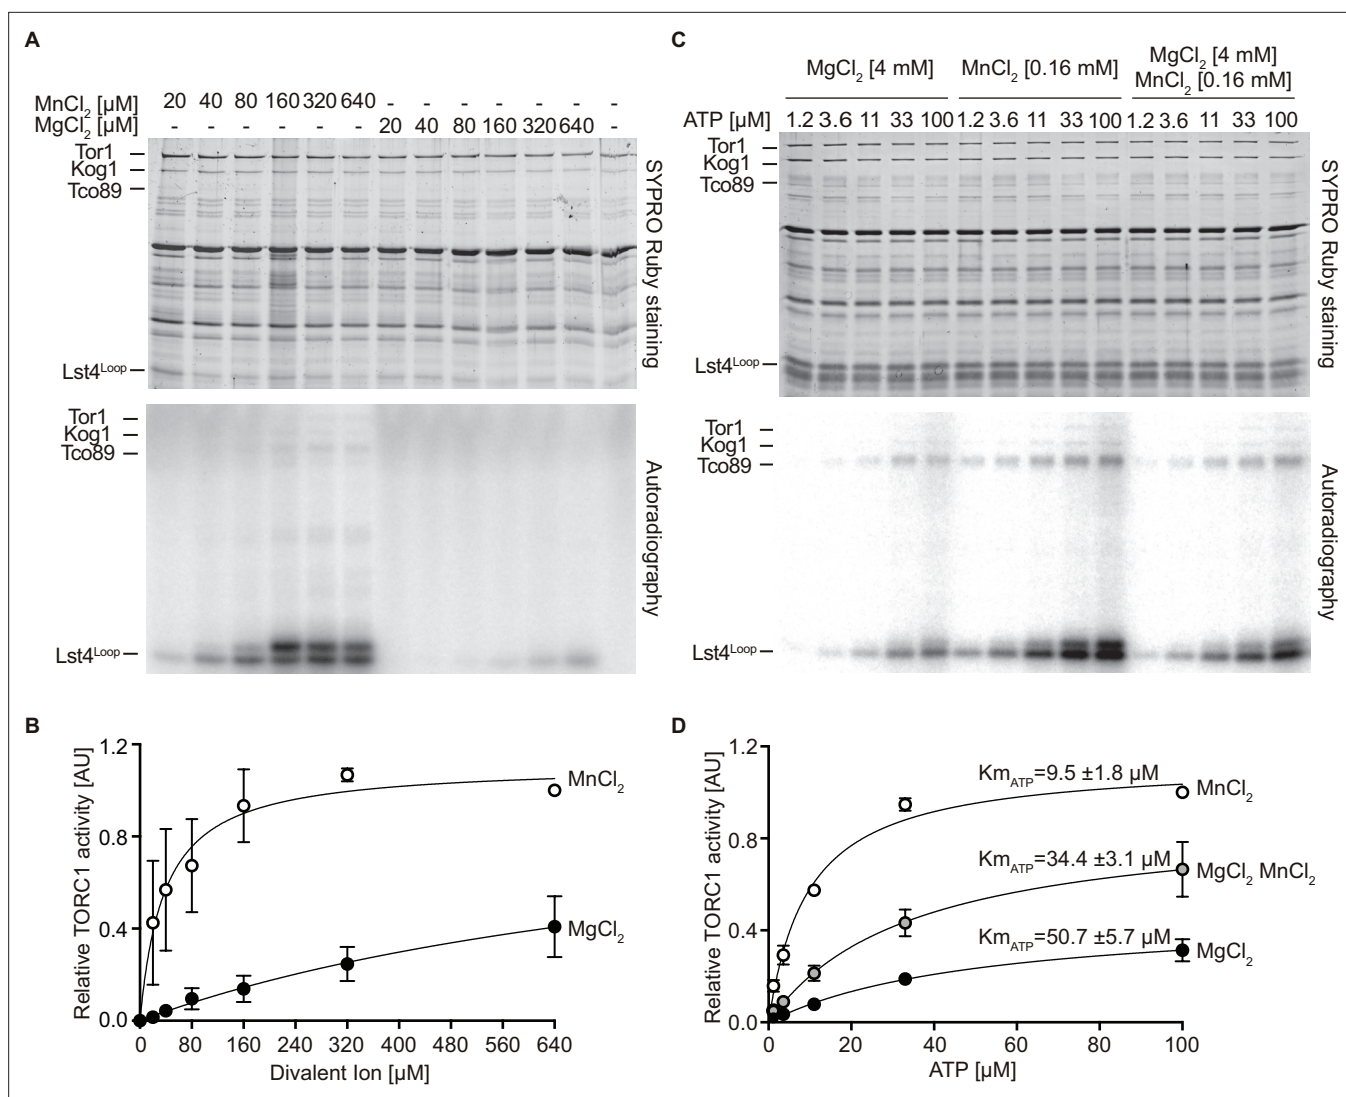 A
MnCl₂ [µM] 20 40 80 160 320 640 - - - - - - -
MgCl₂ [µM] - - - - - - 20 40 80 160 320 640 -
Tor1
Kog1
Tco89
Lst4Loop
SYPRO Ruby staining
Tor1
Kog1
Tco89
Lst4Loop
Autoradiography
B
Relative TORC1 activity [AU]
1.2
0.8
0.4
0.0
MnCl₂
MgCl₂
0 80 160 240 320 400 480 560 640
Divalent Ion [µM]
C
MgCl₂ [4 mM] MnCl₂ [0.16 mM] MgCl₂ [4 mM]
MnCl₂ [0.16 mM]
ATP [µM] 1.2 3.6 11 33 100 1.2 3.6 11 33 100 1.2 3.6 11 33 100
Tor1
Kog1
Tco89
Lst4Loop
SYPRO Ruby staining
Tor1
Kog1
Tco89
Lst4Loop
Autoradiography
D
Relative TORC1 activity [AU]
1.2
0.8
0.4
0.0
KmATP=9.5 ±1.8 µM
MnCl₂
KmATP=34.4 ±3.1 µM
MgCl₂ MnCl₂
KmATP=50.7 ±5.7 µM
MgCl₂
0 20 40 60 80 100
ATP [µM]